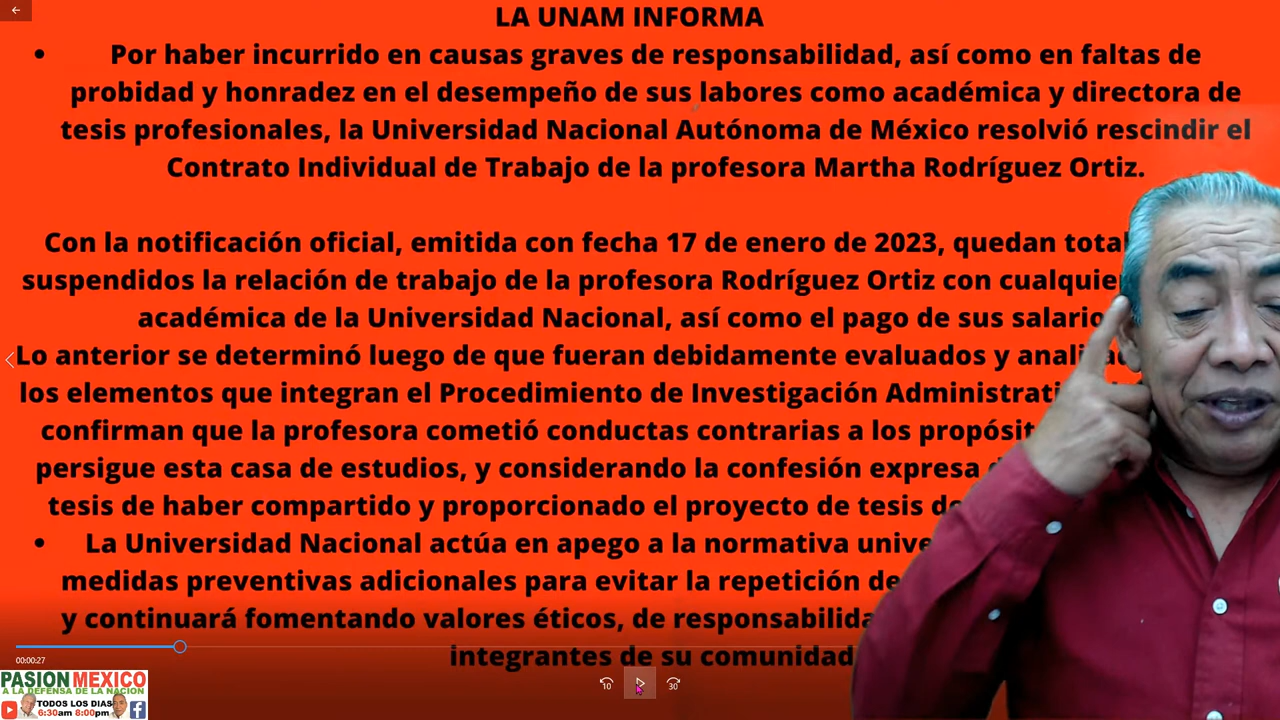 LA UNAM INFORMA
• Por haber incurrido en causas graves de responsabilidad, así como en faltas de
probidad y honradez en el desempeño de sus labores como académica y directora de
tesis profesionales, la Universidad Nacional Autónoma de México resolvió rescindir el
Contrato Individual de Trabajo de la profesora Martha Rodríguez Ortiz.
Con la notificación oficial, emitida con fecha 17 de enero de 2023, quedan
suspendidos la relación de trabajo de la profesora Rodríguez Ortiz con
académica de la Universidad Nacional, así como el pago de sus
Lo anterior se determinó luego de que fueran debidamente evaluados y
los elementos que integran el Procedimiento de Investigación
confirman que la profesora cometió conductas contrarias a los
persigue esta casa de estudios, y considerando la confesión expresa
tesis de haber compartido y proporcionado el proyecto de tesis
• La Universidad Nacional actúa en apego a la normativa
medidas preventivas adicionales para evitar la repetición de
y continuará fomentando valores éticos, de
integrantes de su comunidad
00:00:27
10
30
PASION MEXICO
A LA DEFENSA DE LA NACION
TODOS LOS DIAS
6:30am 8:00pm